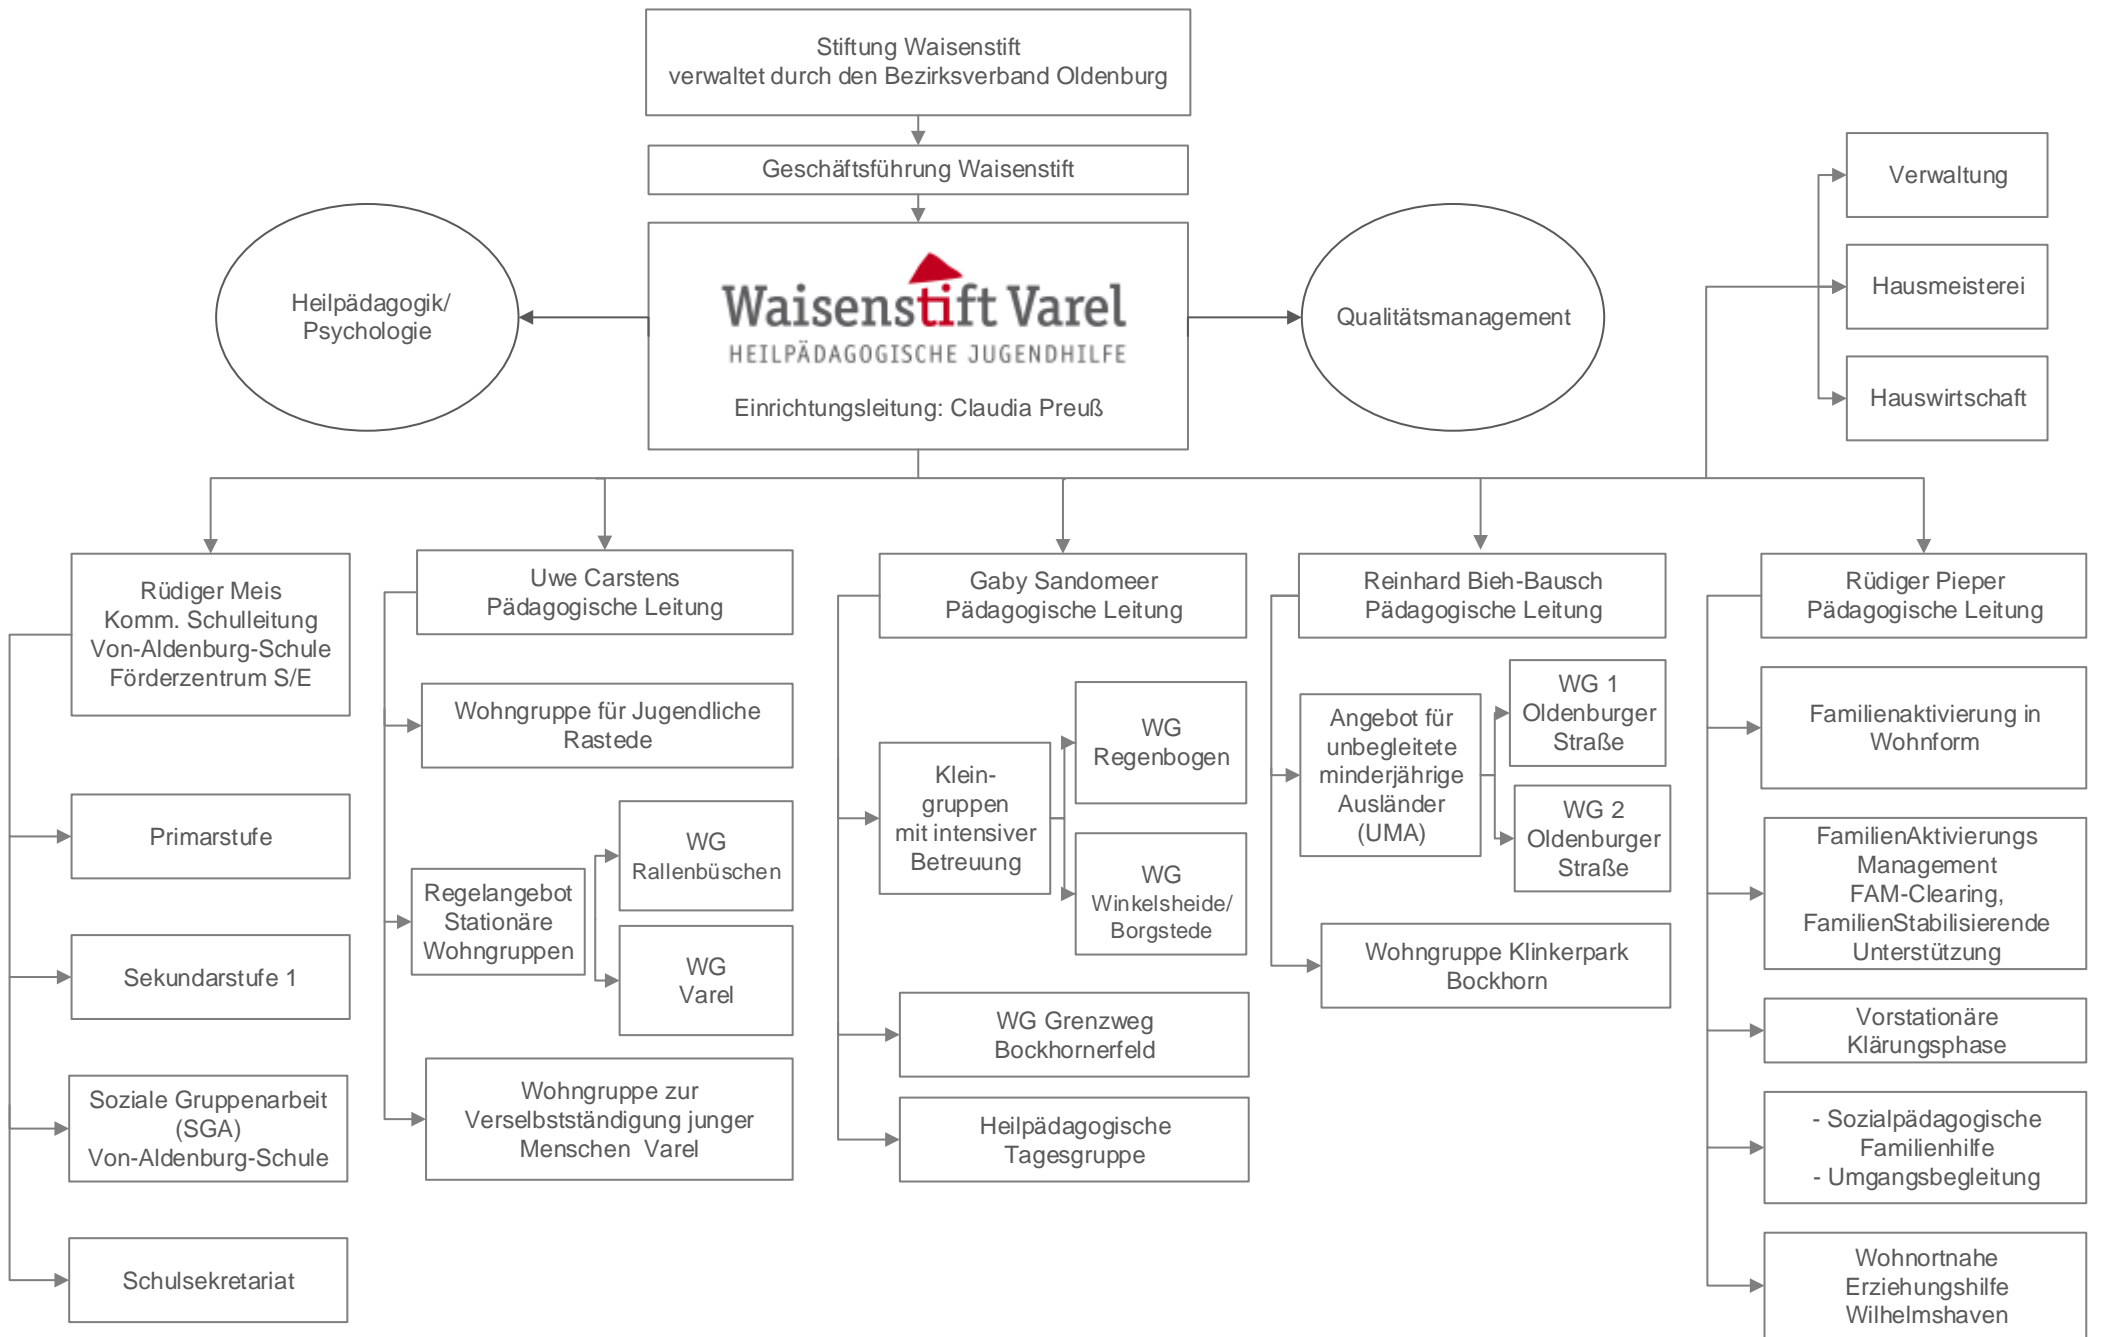 Stiftung Waisenstift
verwaltet durch den Bezirksverband Oldenburg
Geschäftsführung Waisenstift
Heilpädagogik/
Psychologie
Waisenstift Varel
HEILPÄDAGOGISCHE JUGENDHILFE
Einrichtungsleitung: Claudia Preuß
Qualitätsmanagement
Verwaltung
Hausmeisterei
Hauswirtschaft
Rüdiger Meis
Komm. Schulleitung
Von-Aldenburg-Schule
Förderzentrum S/E
Primarstufe
Sekundarstufe 1
Soziale Gruppenarbeit
(SGA)
Von-Aldenburg-Schule
Schulsekretariat
Uwe Carstens
Pädagogische Leitung
Wohngruppe für Jugendliche
Rastede
Regelangebot
Stationäre
Wohngruppen
WG
Rallenbüschen
WG
Varel
Wohngruppe zur
Verselbstständigung junger
Menschen Varel
Gaby Sandomeer
Pädagogische Leitung
Klein-
gruppen
mit intensiver
Betreuung
WG
Regenbogen
WG
Winkelsheide/
Borgstede
WG Grenzweg
Bockhornerfeld
Heilpädagogische
Tagesgruppe
Reinhard Bieh-Bausch
Pädagogische Leitung
Angebot für
unbegleitete
minderjährige
Ausländer
(UMA)
WG 1
Oldenburger
Straße
WG 2
Oldenburger
Straße
Wohngruppe Klinkerpark
Bockhorn
Rüdiger Pieper
Pädagogische Leitung
Familienaktivierung in
Wohnform
FamilienAktivierungs
Management
FAM-Clearing,
FamilienStabilisierende
Unterstützung
Vorstationäre
Klärungsphase
- Sozialpädagogische
Familienhilfe
- Umgangsbegleitung
Wohnortnahe
Erziehungshilfe
Wilhelmshaven